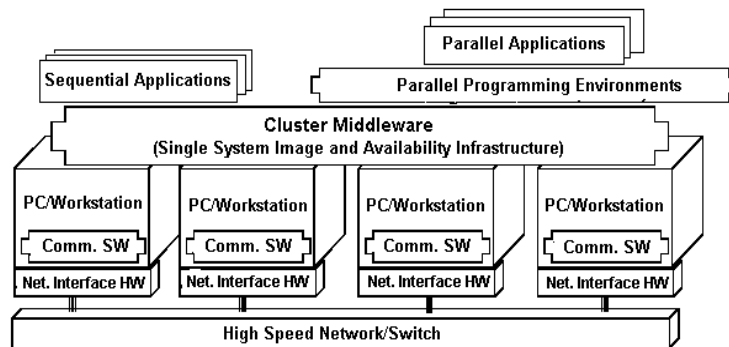 Parallel Applications
Sequential Applications
Parallel Programming Environments
Cluster Middleware
(Single System Image and Availability Infrastructure)
PC/Workstation
PC/Workstation
PC/Workstation
PC/Workstation
Comm. SW
Comm. SW
Comm. SW
Comm. SW
Net. Interface HW
Net. Interface HW
Net. Interface HW
Net. Interface HW
High Speed Network/Switch